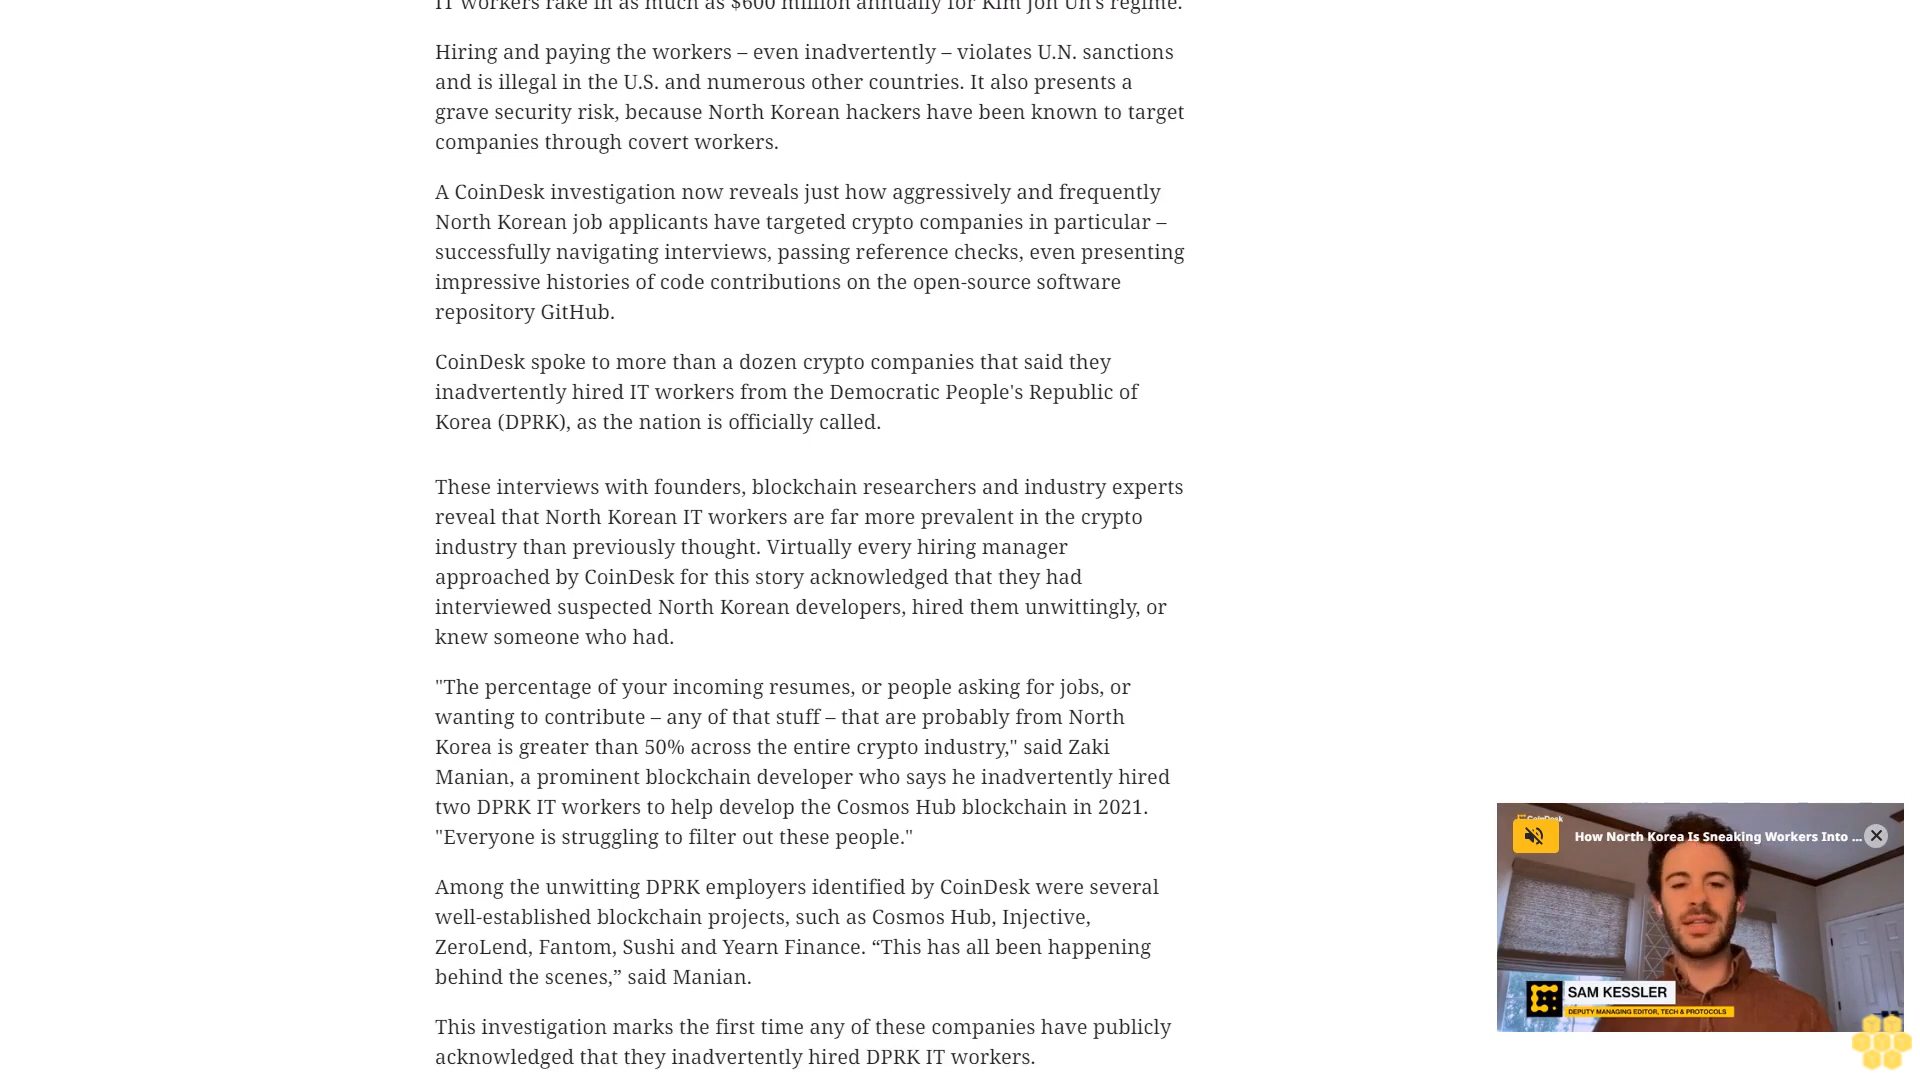 IT workers rake in as much as $600 million annually for Kim Jon Un's regime.
Hiring and paying the workers – even inadvertently – violates U.N. sanctions
and is illegal in the U.S. and numerous other countries. It also presents a
grave security risk, because North Korean hackers have been known to target
companies through covert workers.
A CoinDesk investigation now reveals just how aggressively and frequently
North Korean job applicants have targeted crypto companies in particular –
successfully navigating interviews, passing reference checks, even presenting
impressive histories of code contributions on the open-source software
repository GitHub.
CoinDesk spoke to more than a dozen crypto companies that said they
inadvertently hired IT workers from the Democratic People's Republic of
Korea (DPRK), as the nation is officially called.
These interviews with founders, blockchain researchers and industry experts
reveal that North Korean IT workers are far more prevalent in the crypto
industry than previously thought. Virtually every hiring manager
approached by CoinDesk for this story acknowledged that they had
interviewed suspected North Korean developers, hired them unwittingly, or
knew someone who had.
"The percentage of your incoming resumes, or people asking for jobs, or
wanting to contribute – any of that stuff – that are probably from North
Korea is greater than 50% across the entire crypto industry," said Zaki
Manian, a prominent blockchain developer who says he inadvertently hired
two DPRK IT workers to help develop the Cosmos Hub blockchain in 2021.
"Everyone is struggling to filter out these people."
Among the unwitting DPRK employers identified by CoinDesk were several
well-established blockchain projects, such as Cosmos Hub, Injective,
ZeroLend, Fantom, Sushi and Yearn Finance. “This has all been happening
behind the scenes,” said Manian.
This investigation marks the first time any of these companies have publicly
acknowledged that they inadvertently hired DPRK IT workers.
CoinDesk
How North Korea Is Sneaking Workers Into ...
SAM KESSLER
DEPUTY MANAGING EDITOR, TECH & PROTOCOLS